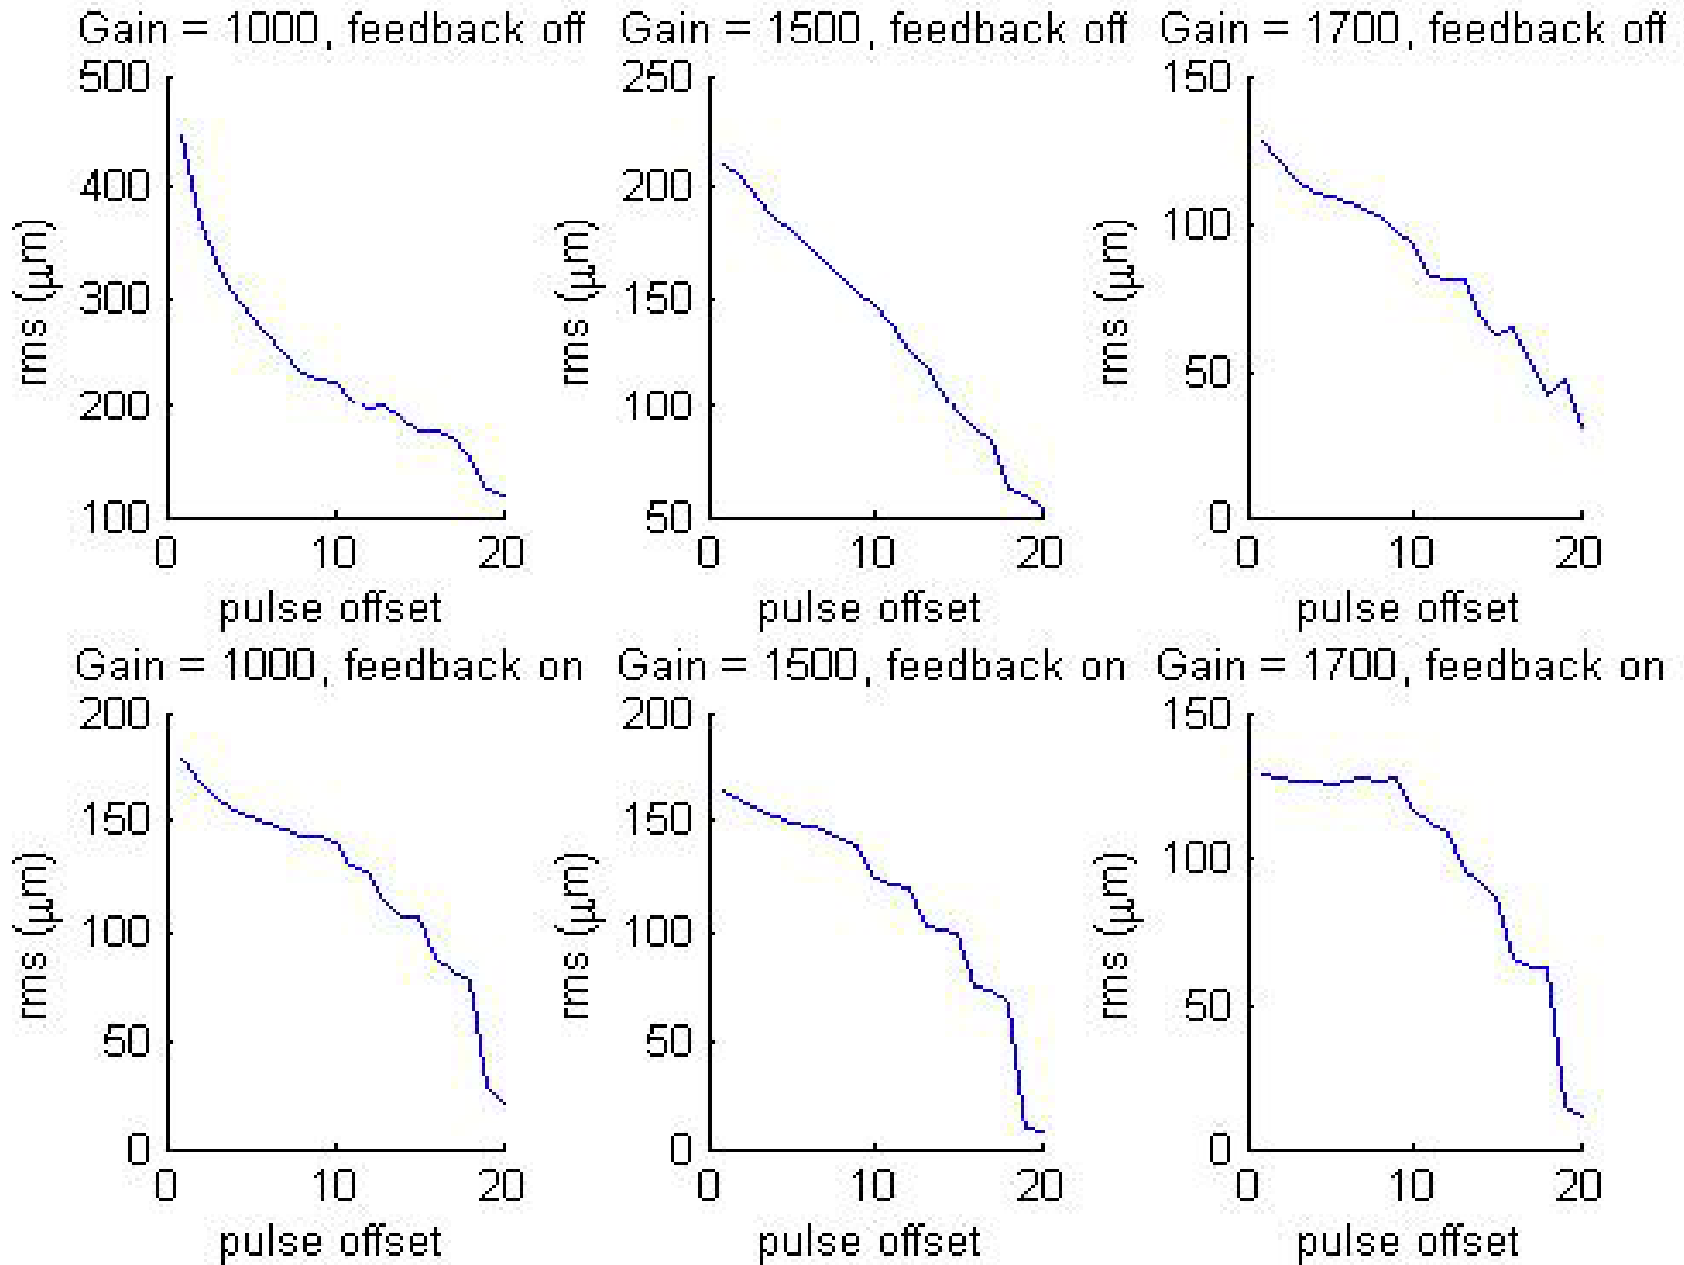 Gain = 1000, feedback off
500
400
300
200
100
rms (μm)
0 10 20
pulse offset
Gain = 1500, feedback off
250
200
150
100
50
rms (μm)
0 10 20
pulse offset
Gain = 1700, feedback off
150
100
50
0
rms (μm)
0 10 20
pulse offset
Gain = 1000, feedback on
200
150
100
50
0
rms (μm)
0 10 20
pulse offset
Gain = 1500, feedback on
200
150
100
50
0
rms (μm)
0 10 20
pulse offset
Gain = 1700, feedback on
150
100
50
0
rms (μm)
0 10 20
pulse offset